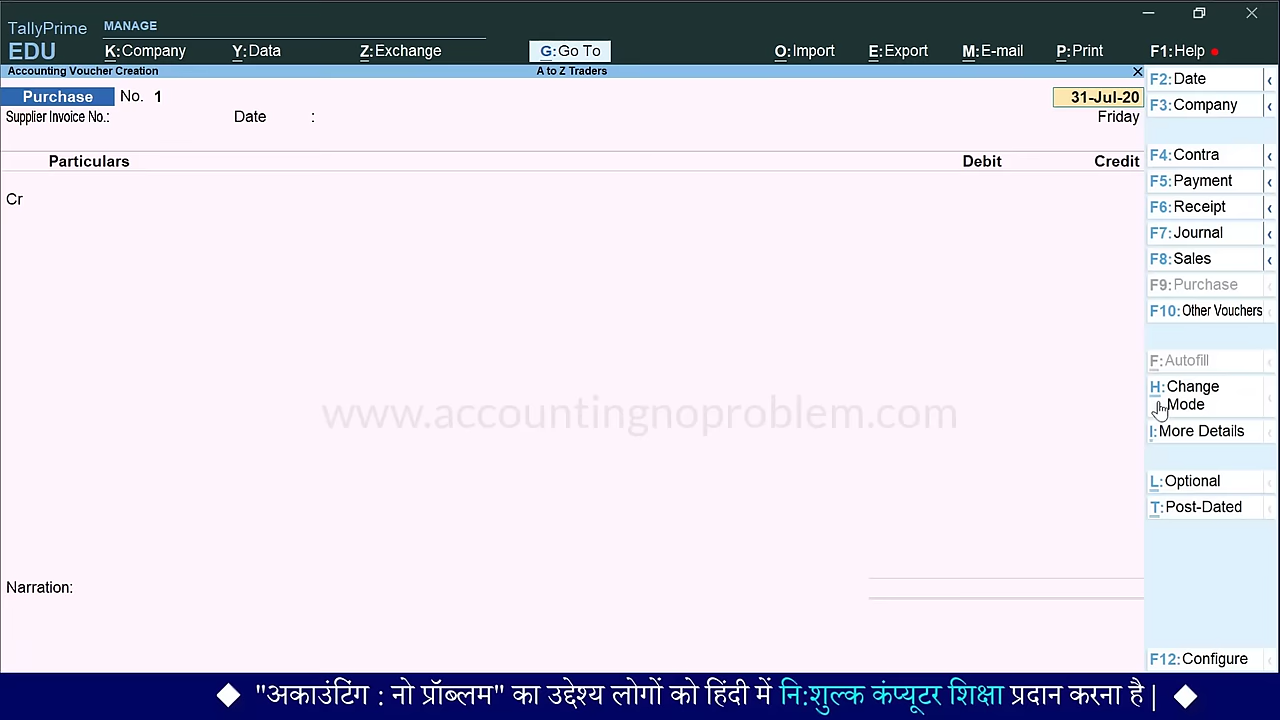 TallyPrime
MANAGE
EDU
K:Company
Y:Data
Z:Exchange
G:Go To
O:Import
E:Export
M:E-mail
P:Print
F1:Help
Accounting Voucher Creation
A to Z Traders
Purchase No. 1
31-Jul-20
Supplier Invoice No.:
Date :
Friday
Particulars
Debit
Credit
Cr
www.accountingnoproblem.com
Narration:
F2:Date
F3:Company
F4:Contra
F5:Payment
F6:Receipt
F7:Journal
F8:Sales
F9:Purchase
F10:Other Vouchers
F:Autofill
H:Change
Mode
I:More Details
L:Optional
T:Post-Dated
F12:Configure
"अकाउंटिंग : नो प्रॉब्लम" का उद्देश्य लोगों को हिंदी में नि:शुल्क कंप्यूटर शिक्षा प्रदान करना है |